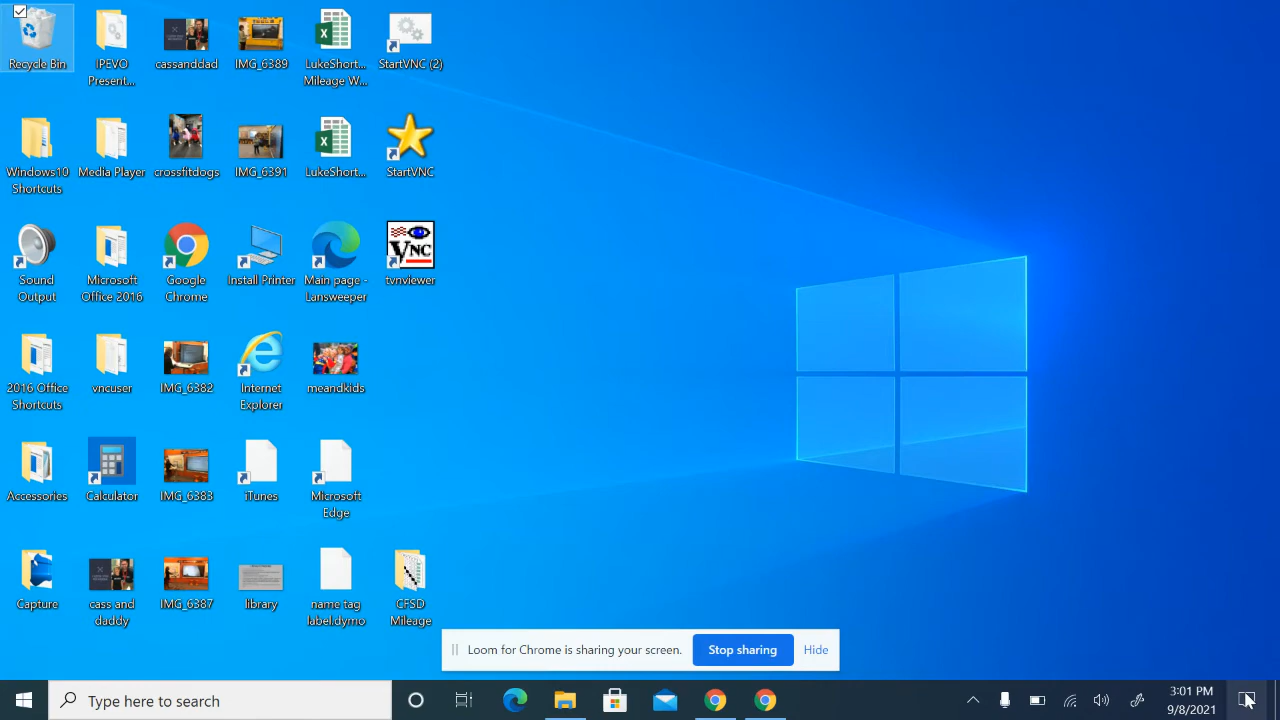 Recycle Bin
IPEVO
Present...
cassanddad
IMG_6389
LukeShort...
Mileage W...
StartVNC (2)
Windows10
Shortcuts
Media Player
crossfitdogs
IMG_6391
LukeShort...
StartVNC
VNC
Sound
Output
Microsoft
Office 2016
Google
Chrome
Install Printer
Main page -
Lansweeper
tvnviewer
2016 Office
Shortcuts
vncuser
IMG_6382
Internet
Explorer
meandkids
Accessories
Calculator
IMG_6383
iTunes
Microsoft
Edge
Capture
cass and
daddy
IMG_6387
library
name tag
label.dymo
CFSD
Mileage
Loom for Chrome is sharing your screen.
Stop sharing
Hide
Type here to search
3:01 PM
9/8/2021